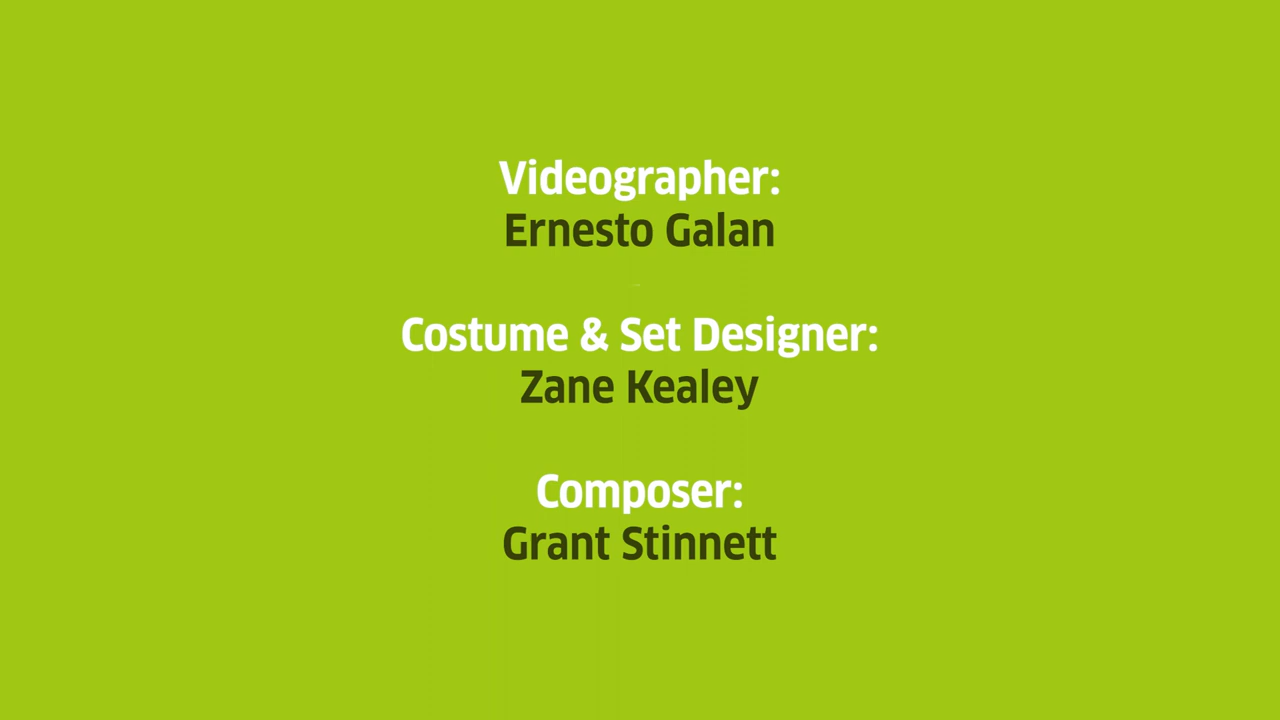 Videographer:
Ernesto Galan
Costume & Set Designer:
Zane Kealey
Composer:
Grant Stinnett